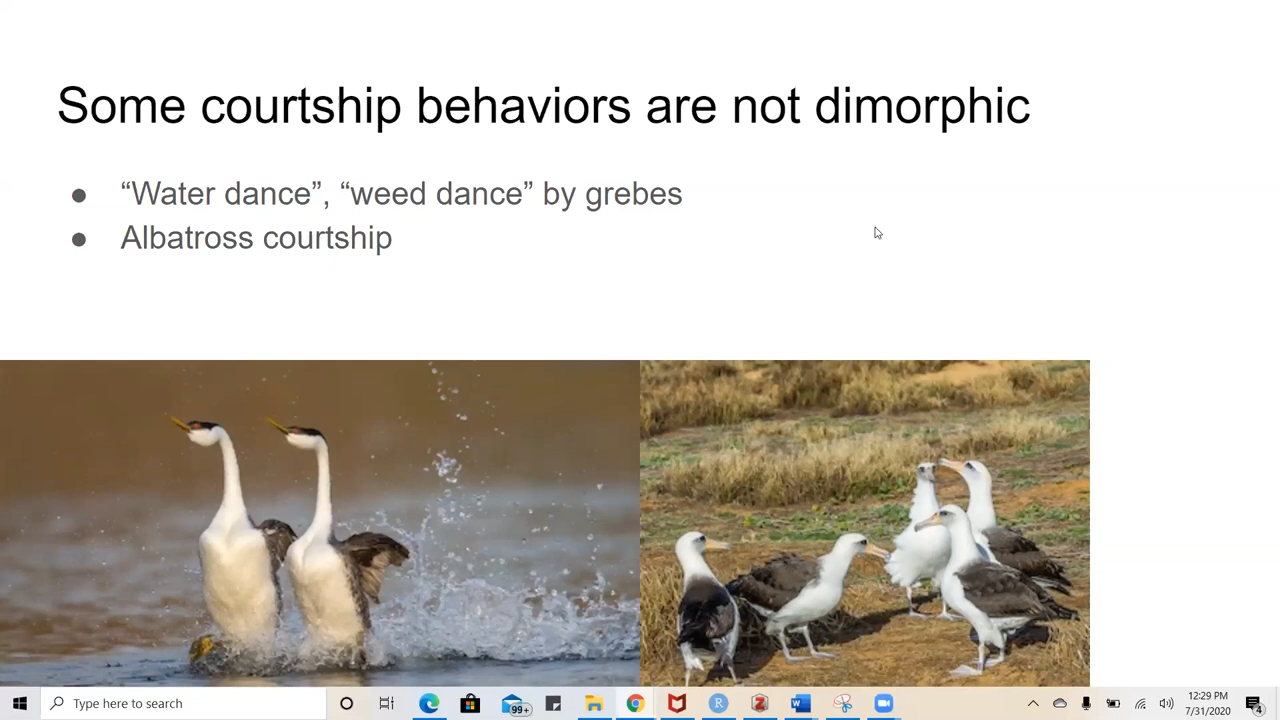 Some courtship behaviors are not dimorphic
● “Water dance”, “weed dance” by grebes
● Albatross courtship
Type here to search
99+
R
W
12:29 PM
7/31/2020
4